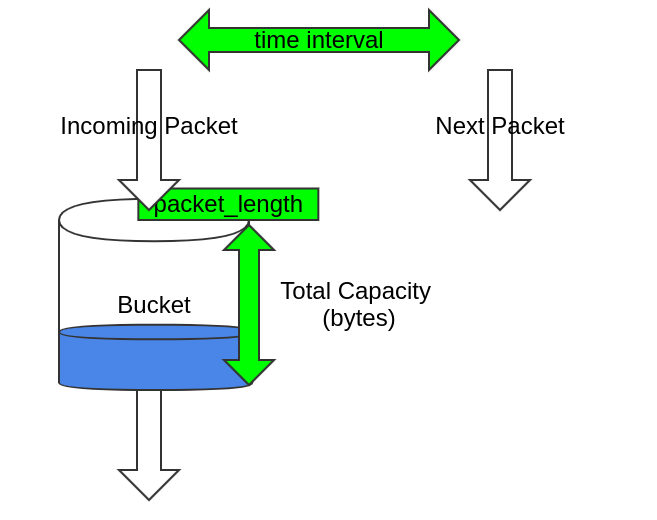 time interval
Incoming Packet
Next Packet
packet_length
Total Capacity
(bytes)
Bucket